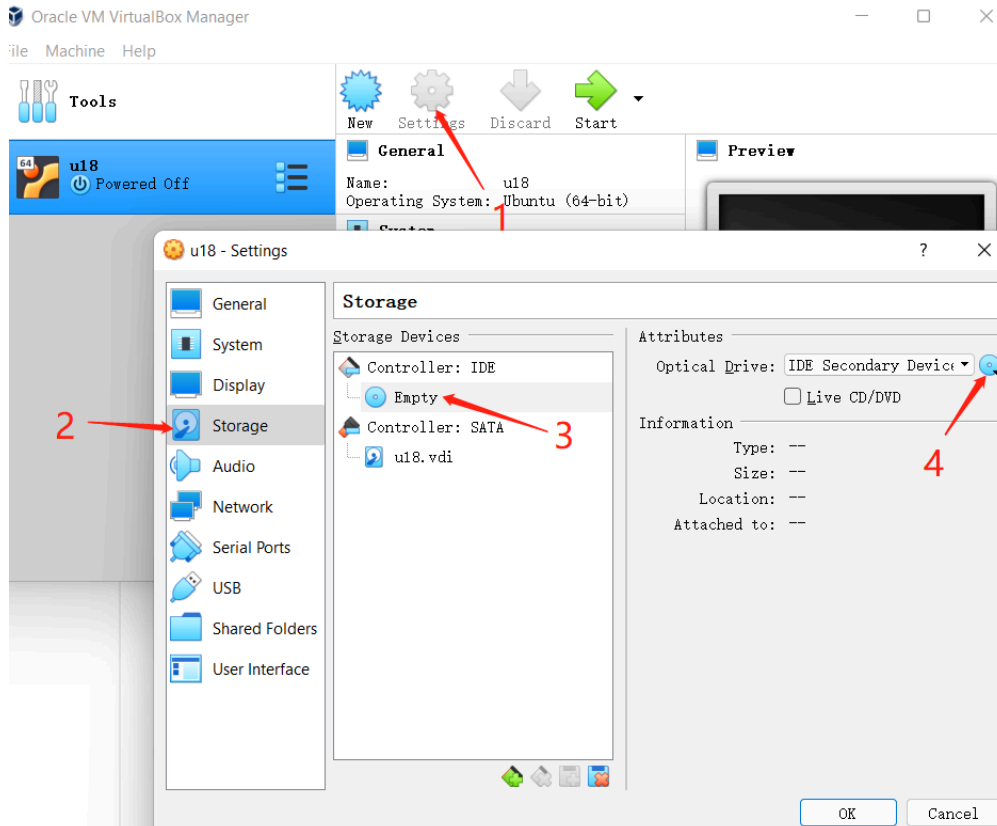 Oracle VM VirtualBox Manager
File Machine Help
Tools
New Settings Discard Start
64
u18
Powered Off
General
Name: u18
Operating System: Ubuntu (64-bit)
System
Preview
1
u18 - Settings
?
General
System
Display
Storage
Audio
Network
Serial Ports
USB
Shared Folders
User Interface
2
Storage
Storage Devices
Controller: IDE
Empty
Controller: SATA
u18.vdi
3
Attributes
Optical Drive: IDE Secondary Device
Live CD/DVD
Information
Type: --
Size: --
Location: --
Attached to: --
4
OK Cancel